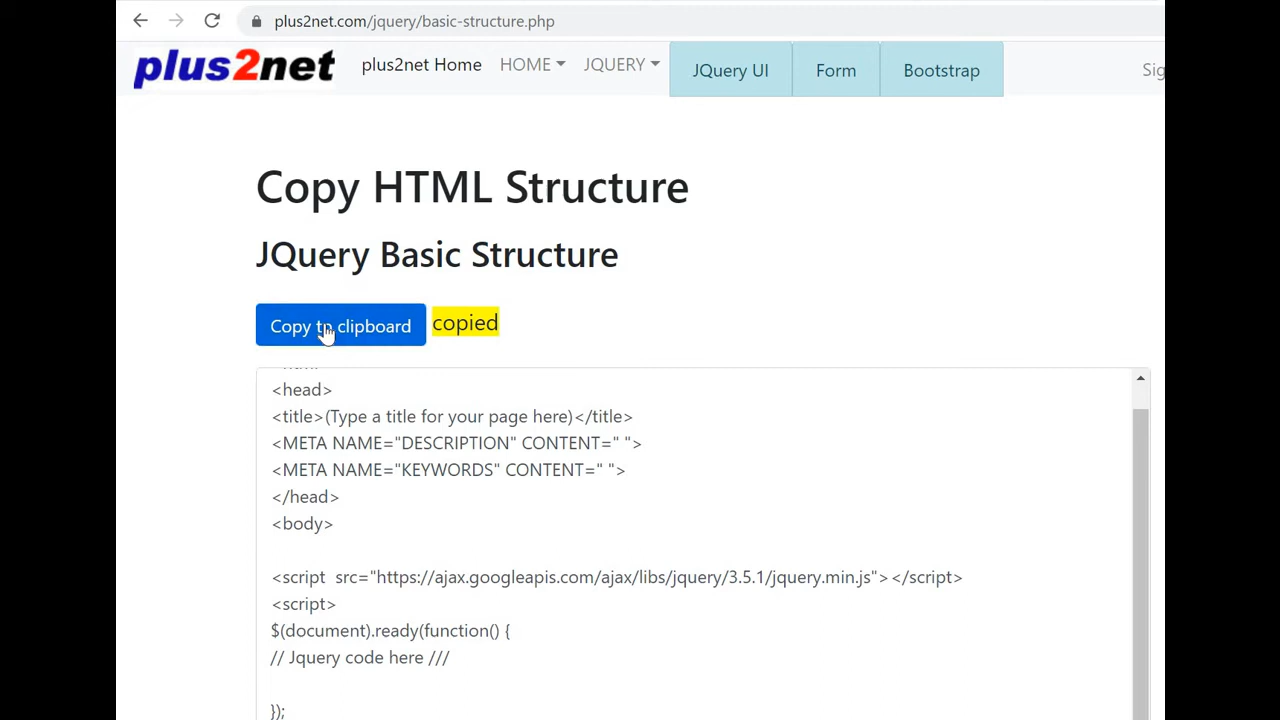 plus2net.com/jquery/basic-structure.php
plus2net plus2net Home HOME JQUERY JQuery UI Form Bootstrap Sig
Copy HTML Structure
JQuery Basic Structure
Copy to clipboard copied
<head>
<title>(Type a title for your page here)</title>
<META NAME="DESCRIPTION" CONTENT=" ">
<META NAME="KEYWORDS" CONTENT=" ">
</head>
<body>
<script  src="https://ajax.googleapis.com/ajax/libs/jquery/3.5.1/jquery.min.js"></script>
<script>
$(document).ready(function() {
// Jquery code here ///
});